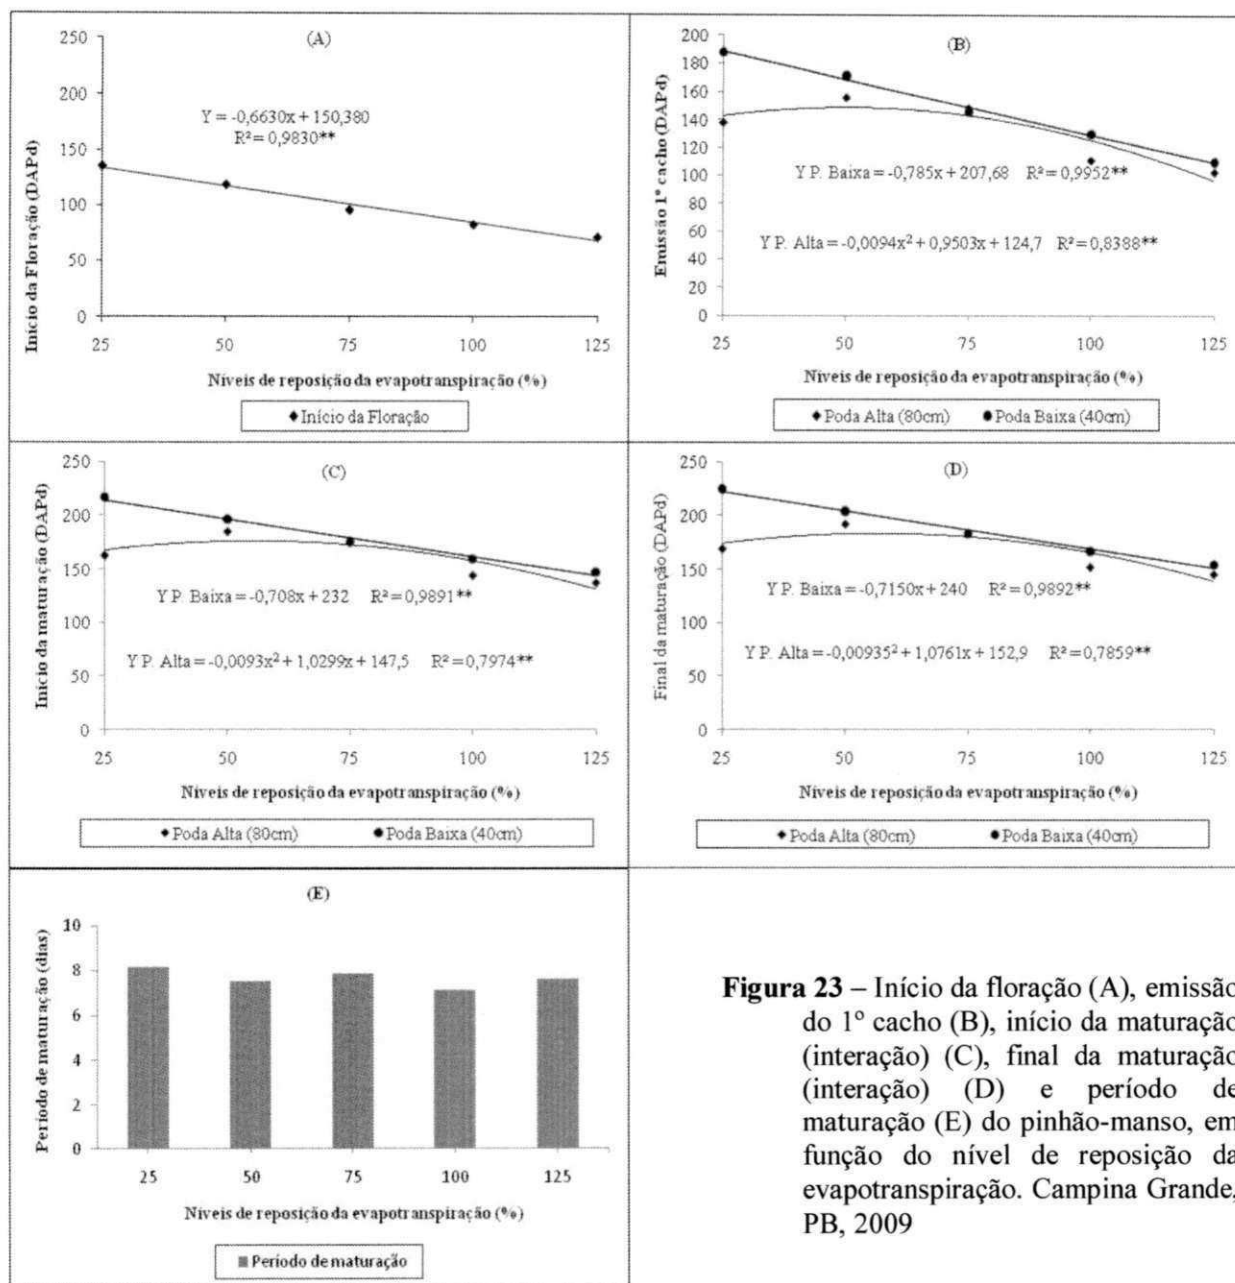 (A)
250
200
150
100
50
0
Início da Floração (DAPd)
Y = -0,6630x + 150,380
R² = 0,9830**
25 50 75 100 125
Níveis de reposição da evapotranspiração (%)
Início da Floração
(B)
200
180
160
140
120
100
80
60
40
20
0
Emissão 1º cacho (DAPd)
Y P. Baixa = -0,785x + 207,68 R² = 0,9952**
Y P. Alta = -0,0094x² + 0,9503x + 124,7 R² = 0,8388**
25 50 75 100 125
Níveis de reposição da evapotranspiração (%)
Poda Alta (80cm) Poda Baixa (40cm)
(C)
250
200
150
100
50
0
Início da maturação (DAPd)
Y P. Baixa = -0,708x + 232 R² = 0,9891**
Y P. Alta = -0,0093x² + 1,0299x + 147,5 R² = 0,7974**
25 50 75 100 125
Níveis de reposição da evapotranspiração (%)
Poda Alta (80cm) Poda Baixa (40cm)
(D)
250
200
150
100
50
0
Final da maturação (DAPd)
Y P. Baixa = -0,7150x + 240 R² = 0,9892**
Y P. Alta = -0,00935² + 1,0761x + 152,9 R² = 0,7859**
25 50 75 100 125
Níveis de reposição da evapotranspiração (%)
Poda Alta (80cm) Poda Baixa (40cm)
(E)
10
8
6
4
2
0
Período de maturação (dias)
25 50 75 100 125
Níveis de reposição da evapotranspiração (%)
Período de maturação
Figura 23 – Início da floração (A), emissão
do 1º cacho (B), início da maturação
(interação) (C), final da maturação
(interação) (D) e período de
maturação (E) do pinhão-manso, em
função do nível de reposição da
evapotranspiração. Campina Grande,
PB, 2009